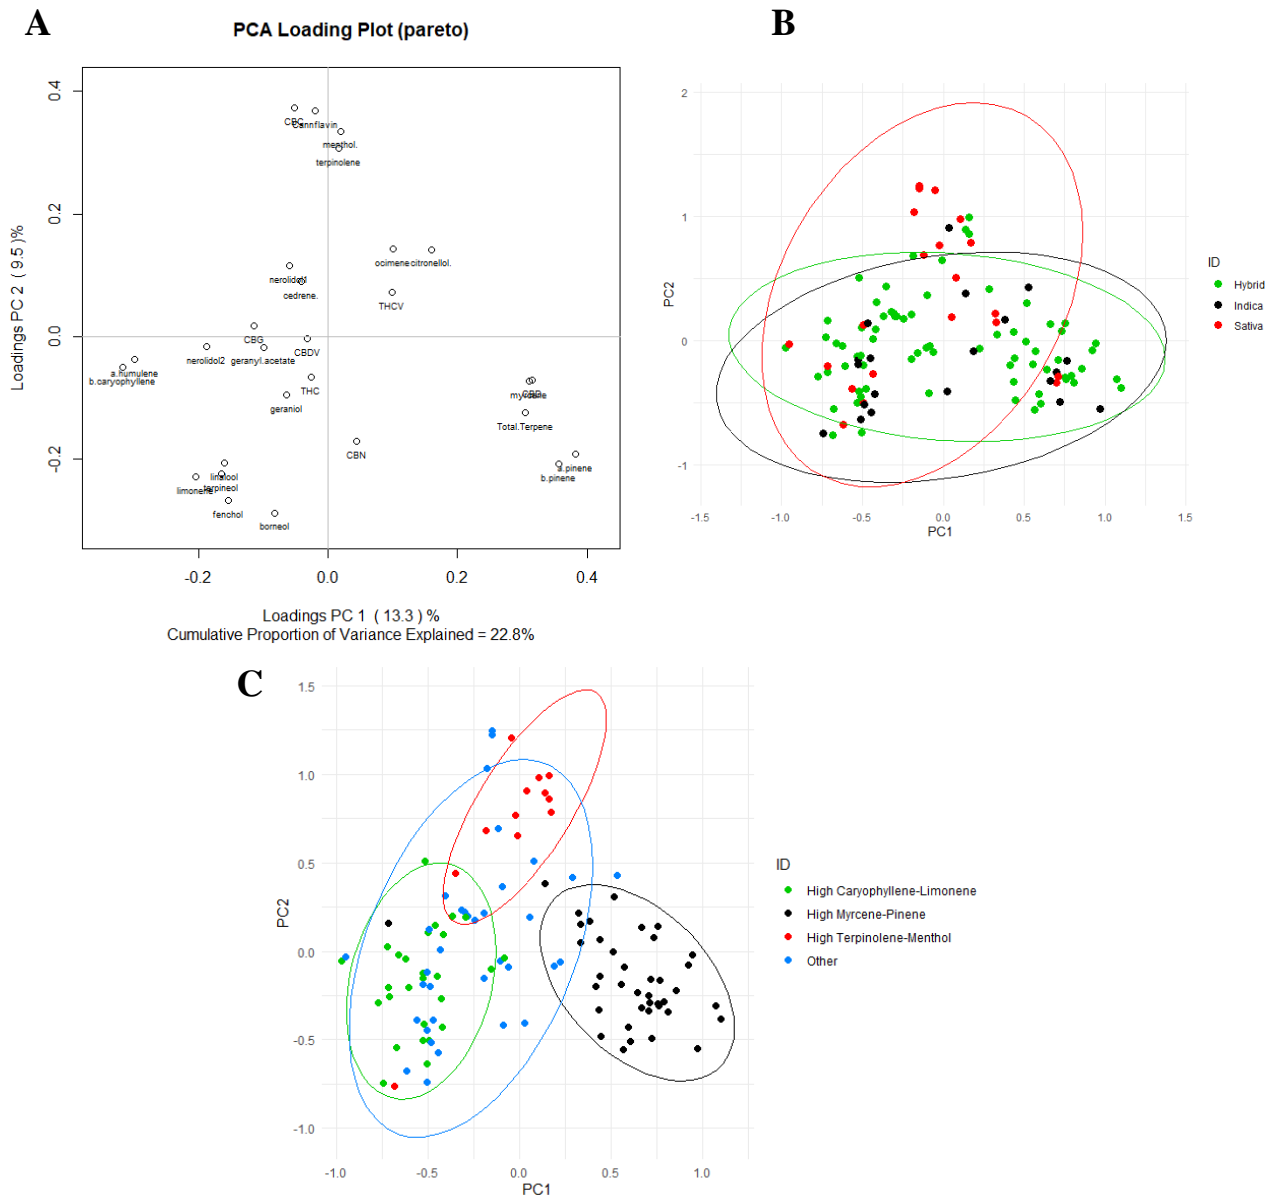 A
PCA Loading Plot (pareto)
Loadings PC 2 ( 9.5 )%
0.4
0.2
0.0
-0.2
CBC
Cannflavin
menthol.
terpinolene
ocimene
citronellol.
nerolidol1
cedrene.
THCV
CBG
CBDV
nerolidol2
geranyl.acetate
a.humulene
b.caryophyllene
THC
geraniol
myrcene
CBD
Total.Terpene
CBN
a.pinene
b.pinene
linalool
terpineol
limonene
fenchol
borneol
-0.2
0.0
0.2
0.4
Loadings PC 1 ( 13.3 ) %
Cumulative Proportion of Variance Explained = 22.8%
B
PC2
2
1
0
-1
-1.5
-1.0
-0.5
0.0
0.5
1.0
1.5
PC1
ID
Hybrid
Indica
Sativa
C
PC2
1.5
1.0
0.5
0.0
-0.5
-1.0
-1.0
-0.5
0.0
0.5
1.0
PC1
ID
High Caryophyllene-Limonene
High Myrcene-Pinene
High Terpinolene-Menthol
Other